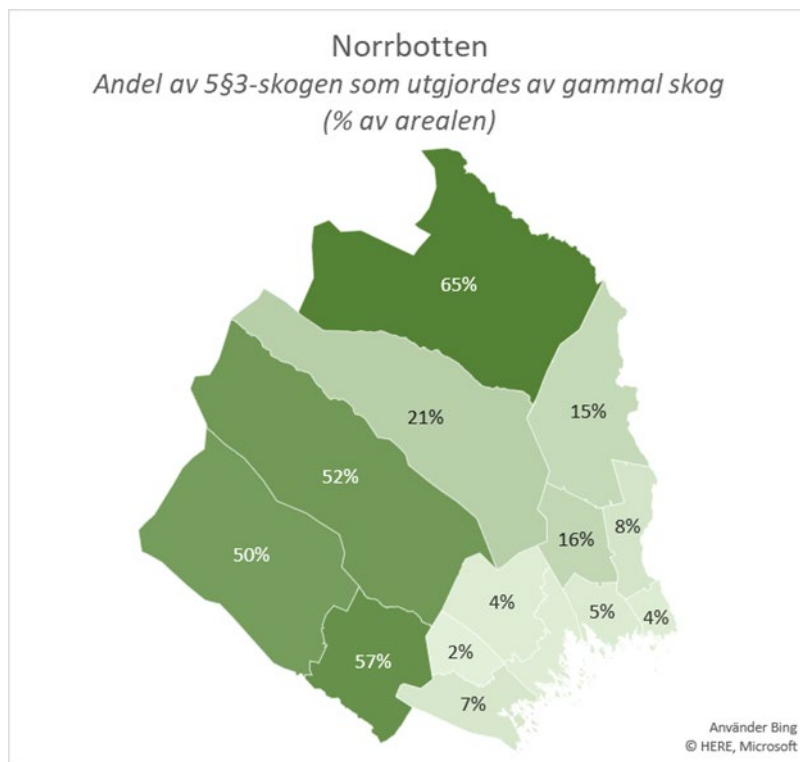 Norrbotten
Andel av 5§3-skogen som utgjordes av gammal skog
(% av arealen)
65%
15%
21%
52%
8%
16%
50%
4%
5%
4%
2%
57%
7%
Använder Bing
© HERE, Microsoft